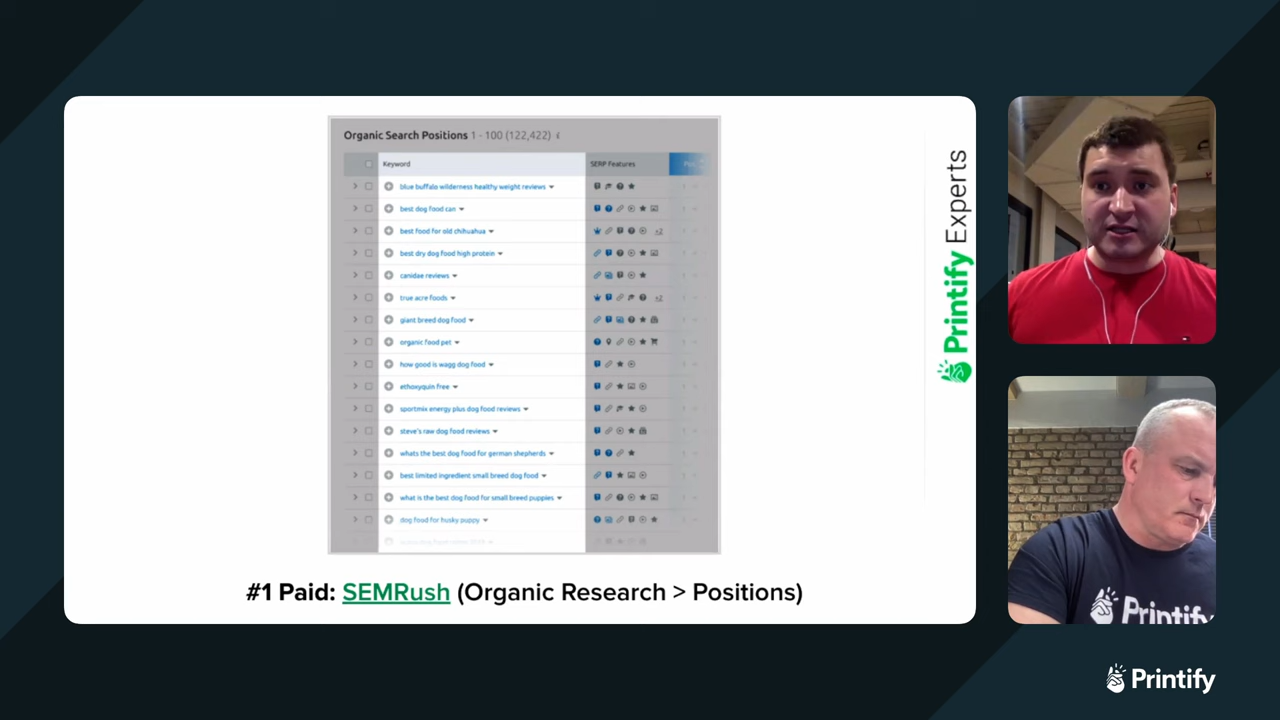 Organic Search Positions 1 - 100 (122,422)
Keyword
SERP Features
Pos
blue buffalo wilderness healthy weight reviews
best dog food can
best food for old chihuahua
+2
best dry dog food high protein
canidae reviews
true acre foods
+2
giant breed dog food
organic food pet
how good is wagg dog food
ethoxyquin free
sportmix energy plus dog food reviews
steve's raw dog food reviews
whats the best dog food for german shepherds
best limited ingredient small breed dog food
what is the best dog food for small breed puppies
dog food for husky puppy
#1 Paid: SEMRush (Organic Research > Positions)
Printify Experts
Printify
Printify